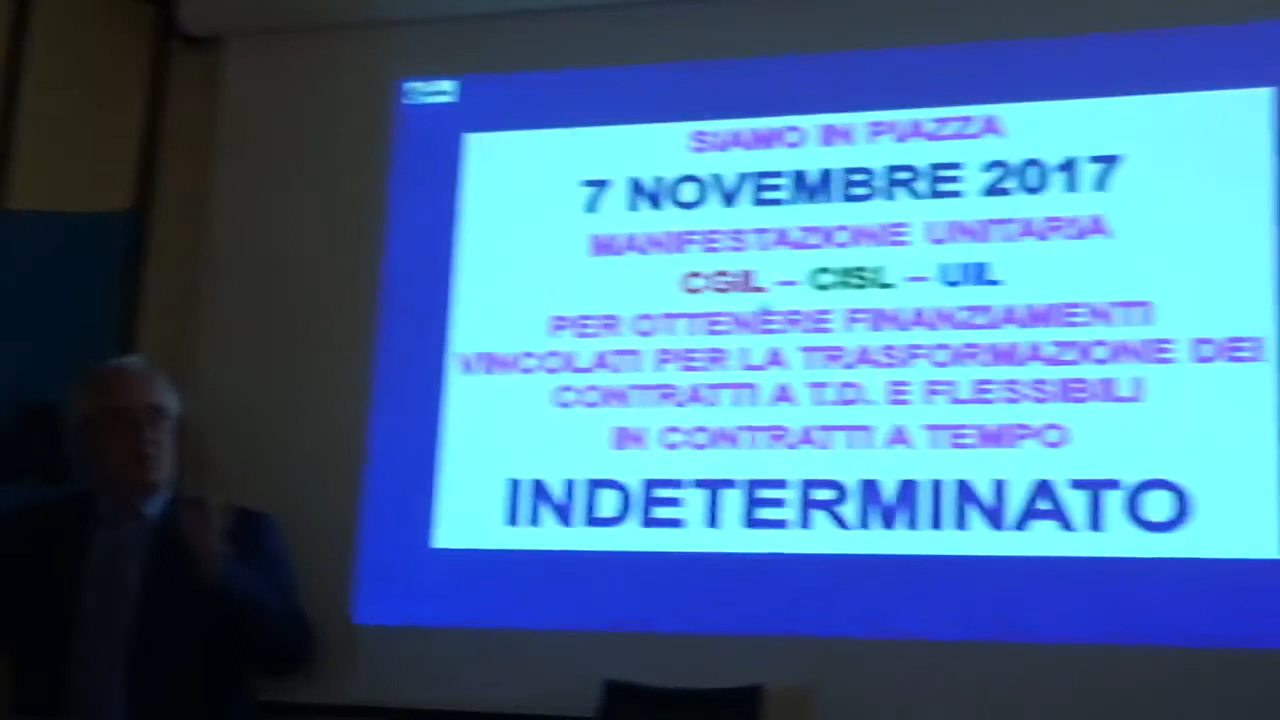 SIAMO IN PIAZZA
7 NOVEMBRE 2017
MANIFESTAZIONE UNITARIA
CGIL – CISL – UIL
PER OTTENERE FINANZIAMENTI
VINCOLATI PER LA TRASFORMAZIONE DEI
CONTRATTI A T.D. E FLESSIBILI
IN CONTRATTI A TEMPO
INDETERMINATO